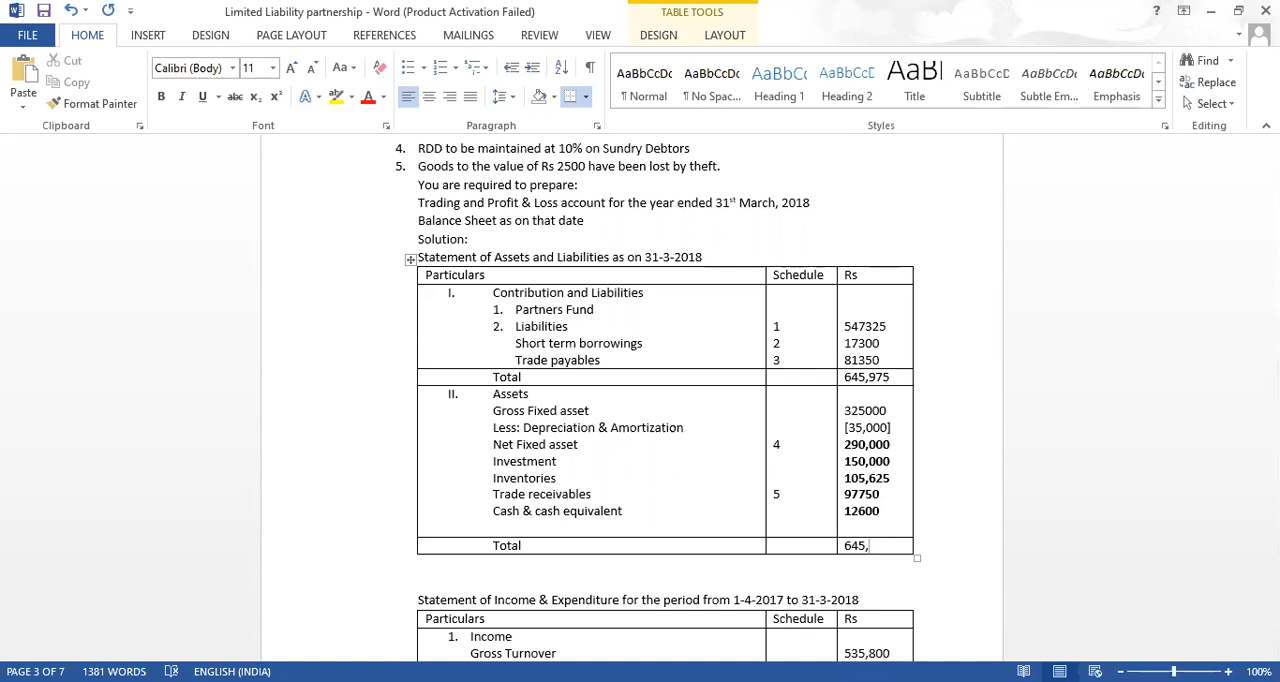 Limited Liability partnership - Word (Product Activation Failed)
TABLE TOOLS
FILE HOME INSERT DESIGN PAGE LAYOUT REFERENCES MAILINGS REVIEW VIEW DESIGN LAYOUT
Paste
Cut
Copy
Format Painter
Clipboard
Calibri (Body) 11
Font
Paragraph
AaBbCcDc AaBbCcDc AaBbCc AaBbCcC AaB AaBbCcD AaBbCcDc AaBbCcDc
¶ Normal ¶ No Spac... Heading 1 Heading 2 Title Subtitle Subtle Em... Emphasis
Styles
Find
Replace
Select
Editing
4. RDD to be maintained at 10% on Sundry Debtors
5. Goods to the value of Rs 2500 have been lost by theft.
You are required to prepare:
Trading and Profit & Loss account for the year ended 31st March, 2018
Balance Sheet as on that date
Solution:
Statement of Assets and Liabilities as on 31-3-2018
Particulars Schedule Rs
I. Contribution and Liabilities
1. Partners Fund
2. Liabilities 1 547325
Short term borrowings 2 17300
Trade payables 3 81350
Total 645,975
II. Assets
Gross Fixed asset 325000
Less: Depreciation & Amortization [35,000]
Net Fixed asset 4 290,000
Investment 150,000
Inventories 105,625
Trade receivables 5 97750
Cash & cash equivalent 12600
Total 645,
Statement of Income & Expenditure for the period from 1-4-2017 to 31-3-2018
Particulars Schedule Rs
1. Income
Gross Turnover 535,800
PAGE 3 OF 7 1381 WORDS ENGLISH (INDIA) 100%